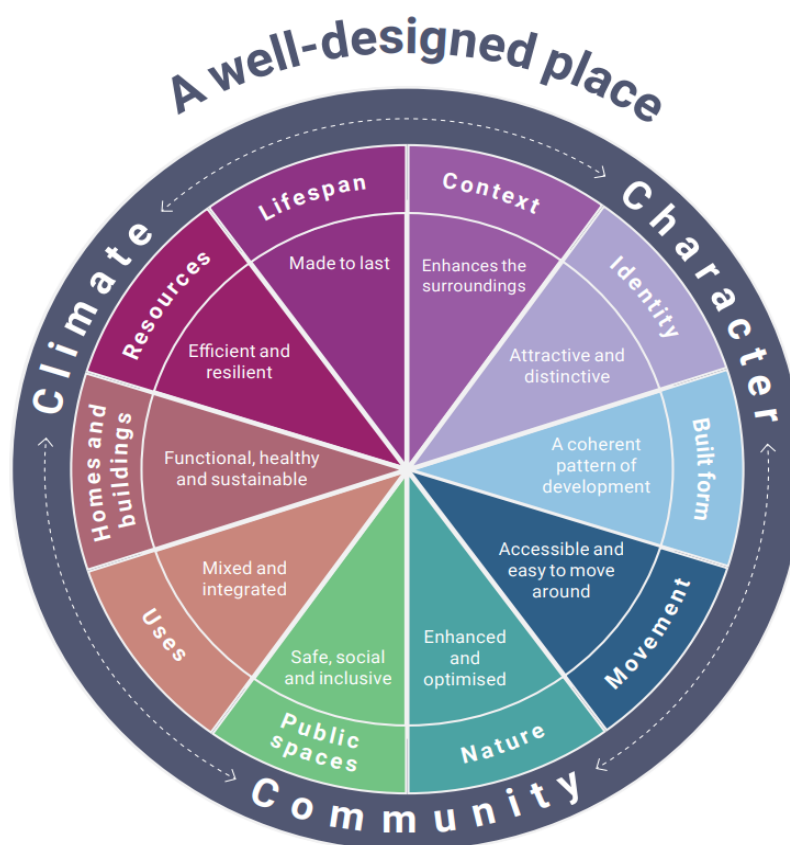 A well-designed place
Climate
Character
Community
Context
Enhances the
surroundings
Identity
Attractive and
distinctive
Built form
A coherent
pattern of
development
Movement
Accessible and
easy to move
around
Nature
Enhanced
and
optimised
Public
spaces
Safe, social
and inclusive
Uses
Mixed and
integrated
Homes and
buildings
Functional, healthy
and sustainable
Resources
Efficient and
resilient
Lifespan
Made to last